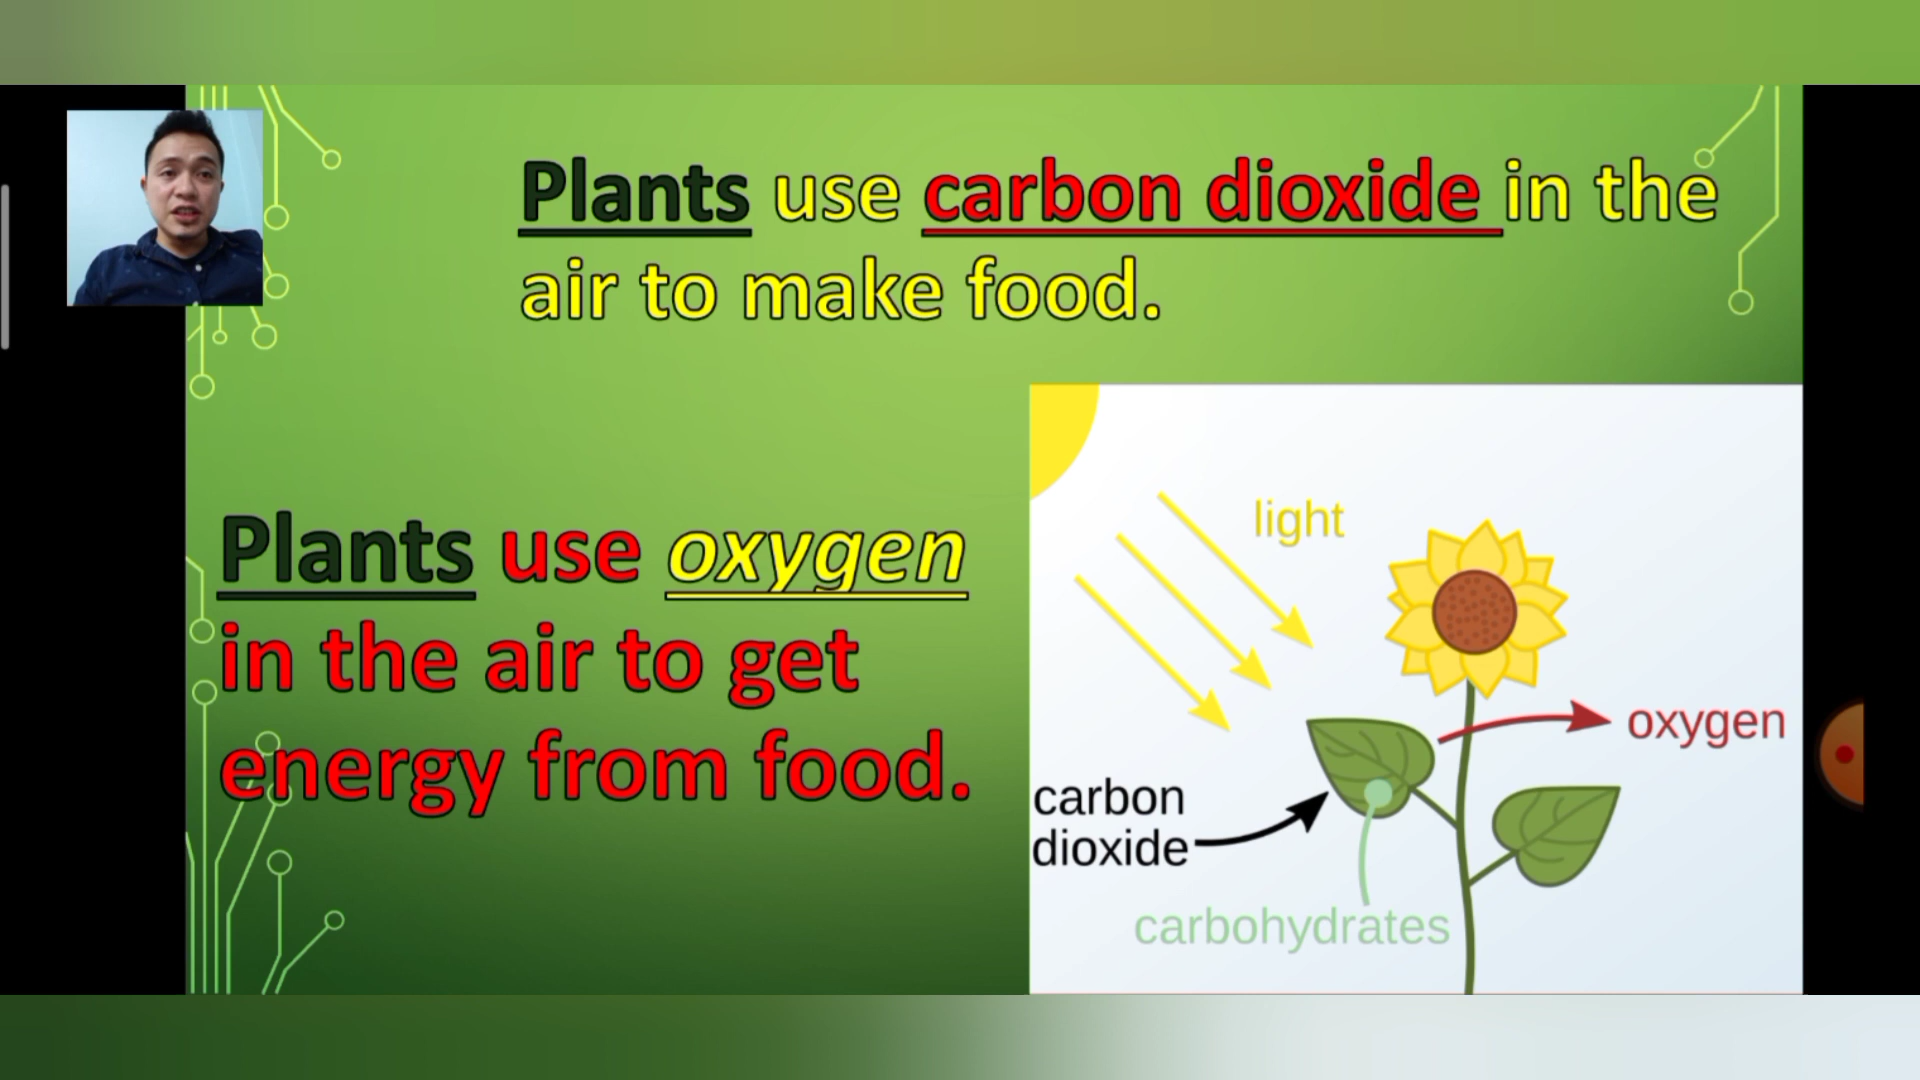 Plants use carbon dioxide in the
air to make food.
Plants use oxygen
in the air to get
energy from food.
light
oxygen
carbon
dioxide
carbohydrates